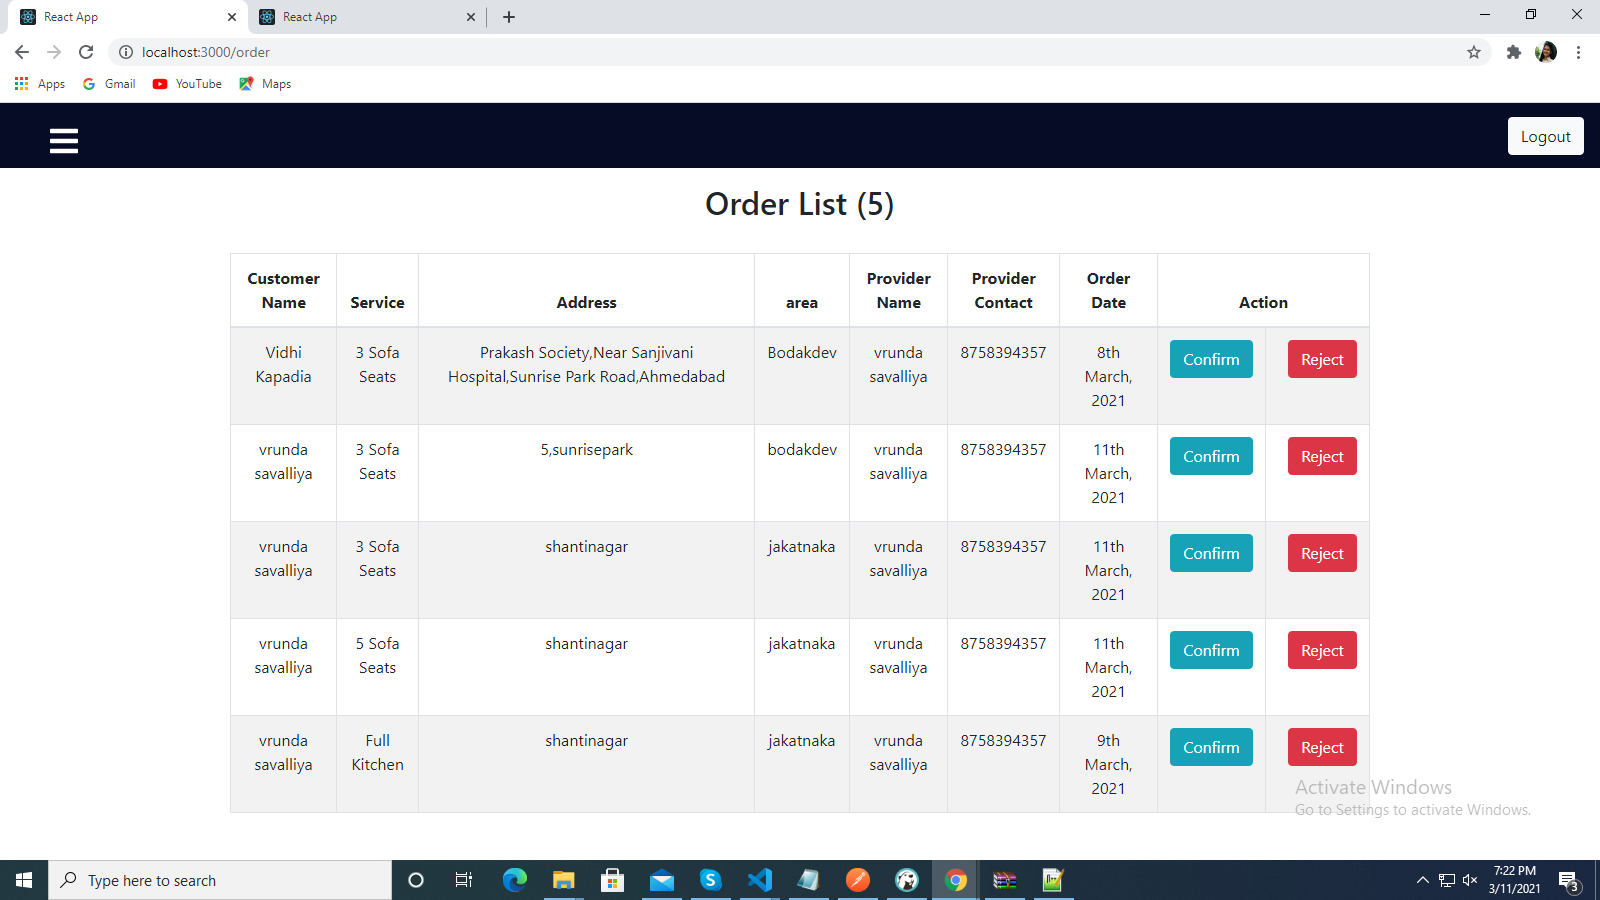 React App
React App
localhost:3000/order
Apps
Gmail
YouTube
Maps
Logout
Order List (5)
Customer Name
Service
Address
area
Provider Name
Provider Contact
Order Date
Action
Vidhi Kapadia
3 Sofa Seats
Prakash Society,Near Sanjivani
Hospital,Sunrise Park Road,Ahmedabad
Bodakdev
vrunda savalliya
8758394357
8th March, 2021
Confirm
Reject
vrunda savalliya
3 Sofa Seats
5,sunrisepark
bodakdev
vrunda savalliya
8758394357
11th March, 2021
Confirm
Reject
vrunda savalliya
3 Sofa Seats
shantinagar
jakatnaka
vrunda savalliya
8758394357
11th March, 2021
Confirm
Reject
vrunda savalliya
5 Sofa Seats
shantinagar
jakatnaka
vrunda savalliya
8758394357
11th March, 2021
Confirm
Reject
vrunda savalliya
Full Kitchen
shantinagar
jakatnaka
vrunda savalliya
8758394357
9th March, 2021
Confirm
Reject
Activate Windows
Go to Settings to activate Windows.
Type here to search
7:22 PM
3/11/2021
3